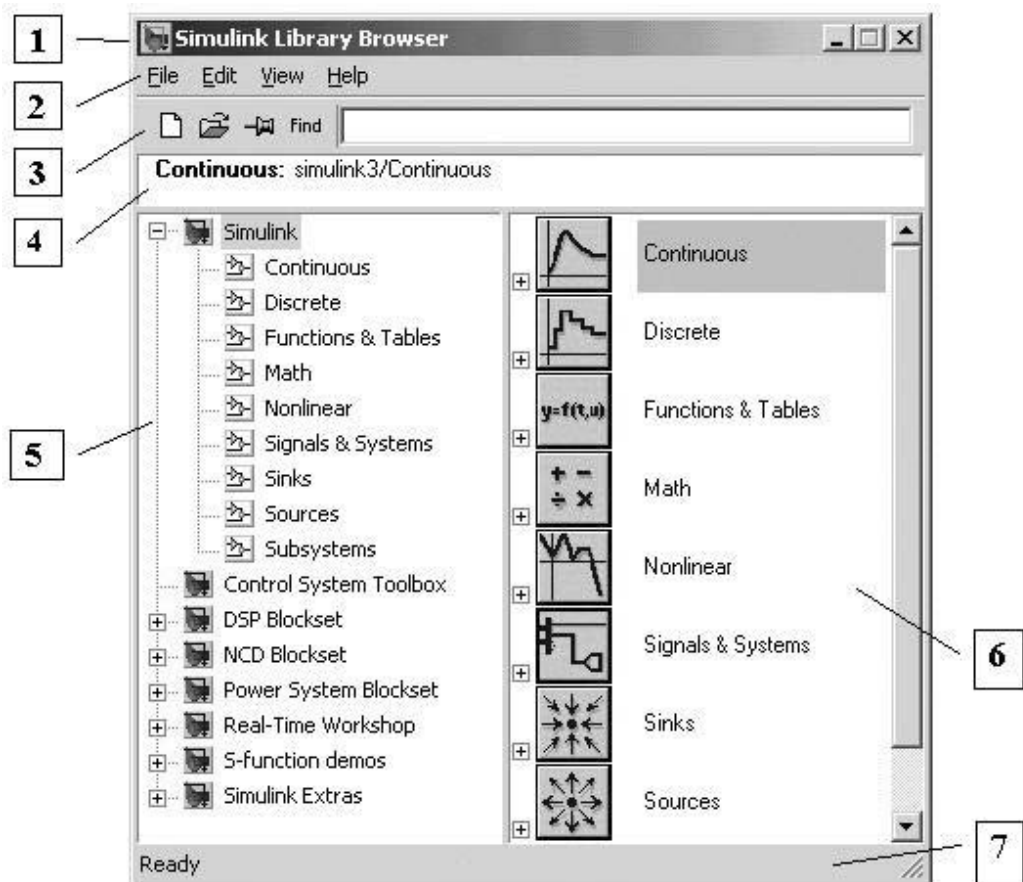 1
Simulink Library Browser
2
File Edit View Help
3
Find
4
Continuous: simulink3/Continuous
5
Simulink
Continuous
Discrete
Functions & Tables
Math
Nonlinear
Signals & Systems
Sinks
Sources
Subsystems
Control System Toolbox
DSP Blockset
NCD Blockset
Power System Blockset
Real-Time Workshop
S-function demos
Simulink Extras
Continuous
Discrete
y=f(t,u)
Functions & Tables
+ −
÷ ×
Math
Nonlinear
Signals & Systems
Sinks
Sources
6
Ready
7